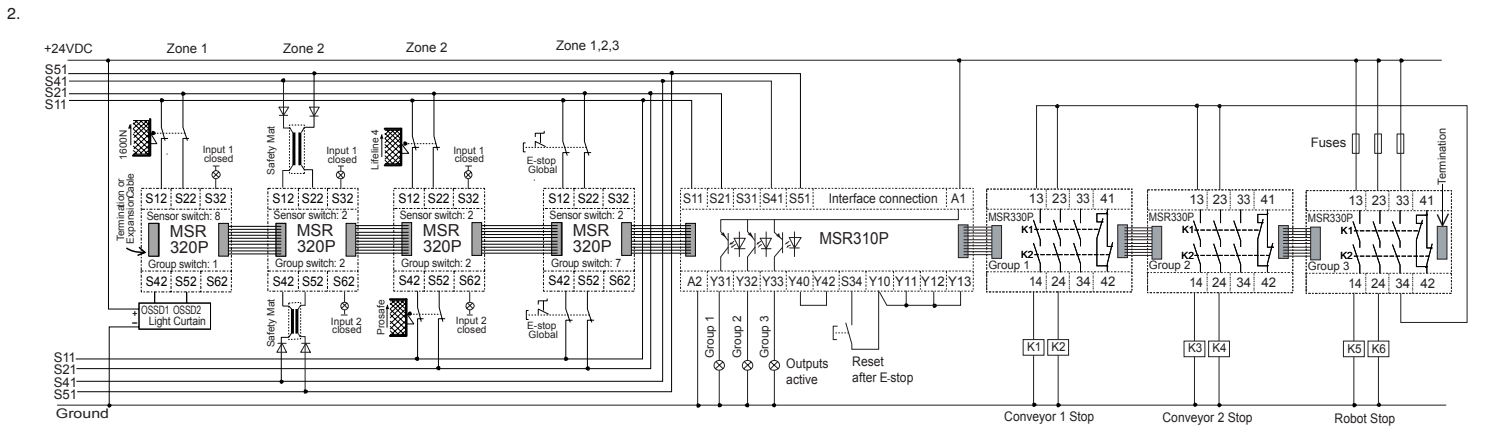 2.
+24VDC
Zone 1
Zone 2
Zone 2
Zone 1,2,3
S51
S41
S21
S11
1600N
Safety Mat
Input 1
closed
Lifeline 4
Input 1
closed
Input 1
closed
E-stop
Global
Fuses
Termination
Termination or
ExpansionCable
S12 S22 S32
Sensor switch: 8
MSR
320P
Group switch: 1
S42 S52 S62
S12 S22 S32
Sensor switch: 2
MSR
320P
Group switch: 2
S42 S52 S62
S12 S22 S32
Sensor switch: 2
MSR
320P
Group switch: 2
S42 S52 S62
S12 S22 S32
Sensor switch: 2
MSR
320P
Group switch: 7
S42 S52 S62
S11 S21 S31 S41 S51 Interface connection A1
MSR310P
A2 Y31 Y32 Y33 Y40 Y42 S34 Y10 Y11 Y12 Y13
13 23 33 41
MSR330P
K1
K2
Group 1
14 24 34 42
13 23 33 41
MSR330P
K1
K2
Group 2
14 24 34 42
13 23 33 41
MSR330P
K1
K2
Group 3
14 24 34 42
+ OSSD1 OSSD2
− Light Curtain
Safety Mat
Input 2
closed
Prosafe
Input 2
closed
E-stop
Global
Group 1
Group 2
Group 3
Outputs
active
Reset
after E-stop
K1 K2
K3 K4
K5 K6
S11
S21
S41
S51
Ground
Conveyor 1 Stop
Conveyor 2 Stop
Robot Stop